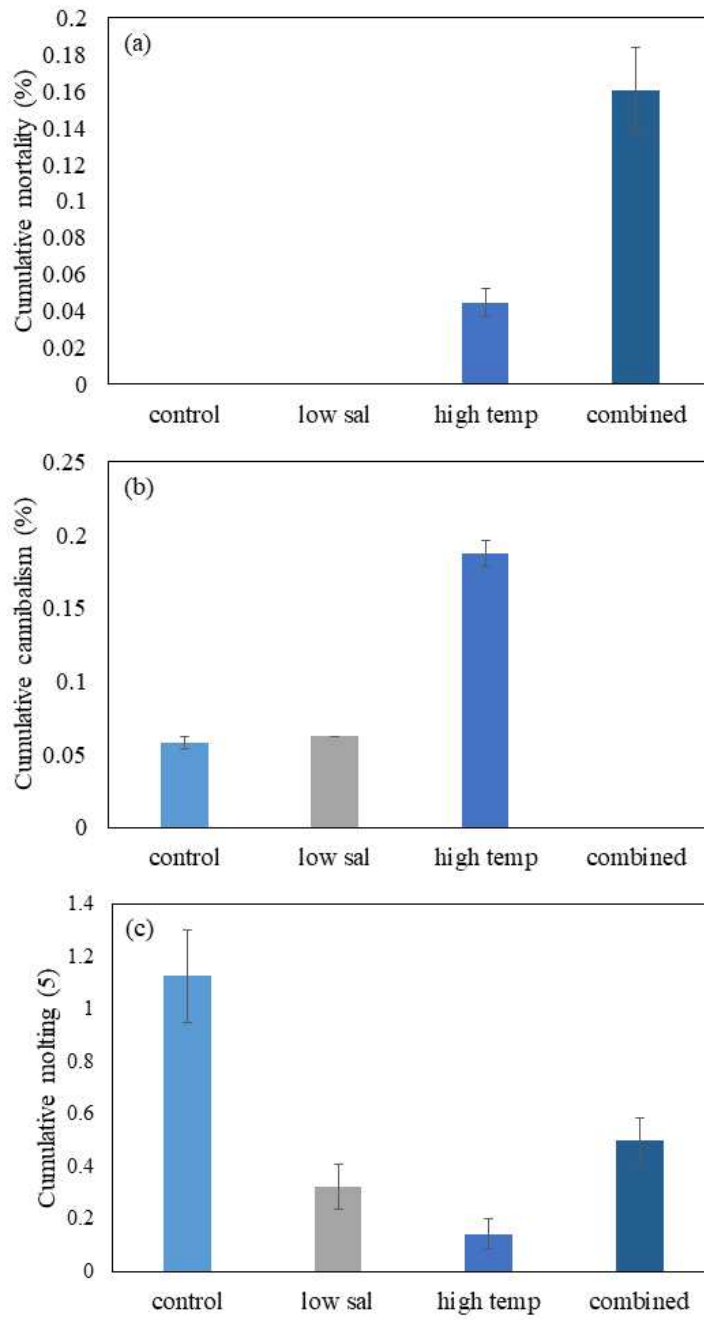 (a)
Cumulative mortality (%)
0.2
0.18
0.16
0.14
0.12
0.1
0.08
0.06
0.04
0.02
0
control low sal high temp combined
(b)
Cumulative cannibalism (%)
0.25
0.2
0.15
0.1
0.05
0
control low sal high temp combined
(c)
Cumulative molting (5)
1.4
1.2
1
0.8
0.6
0.4
0.2
0
control low sal high temp combined